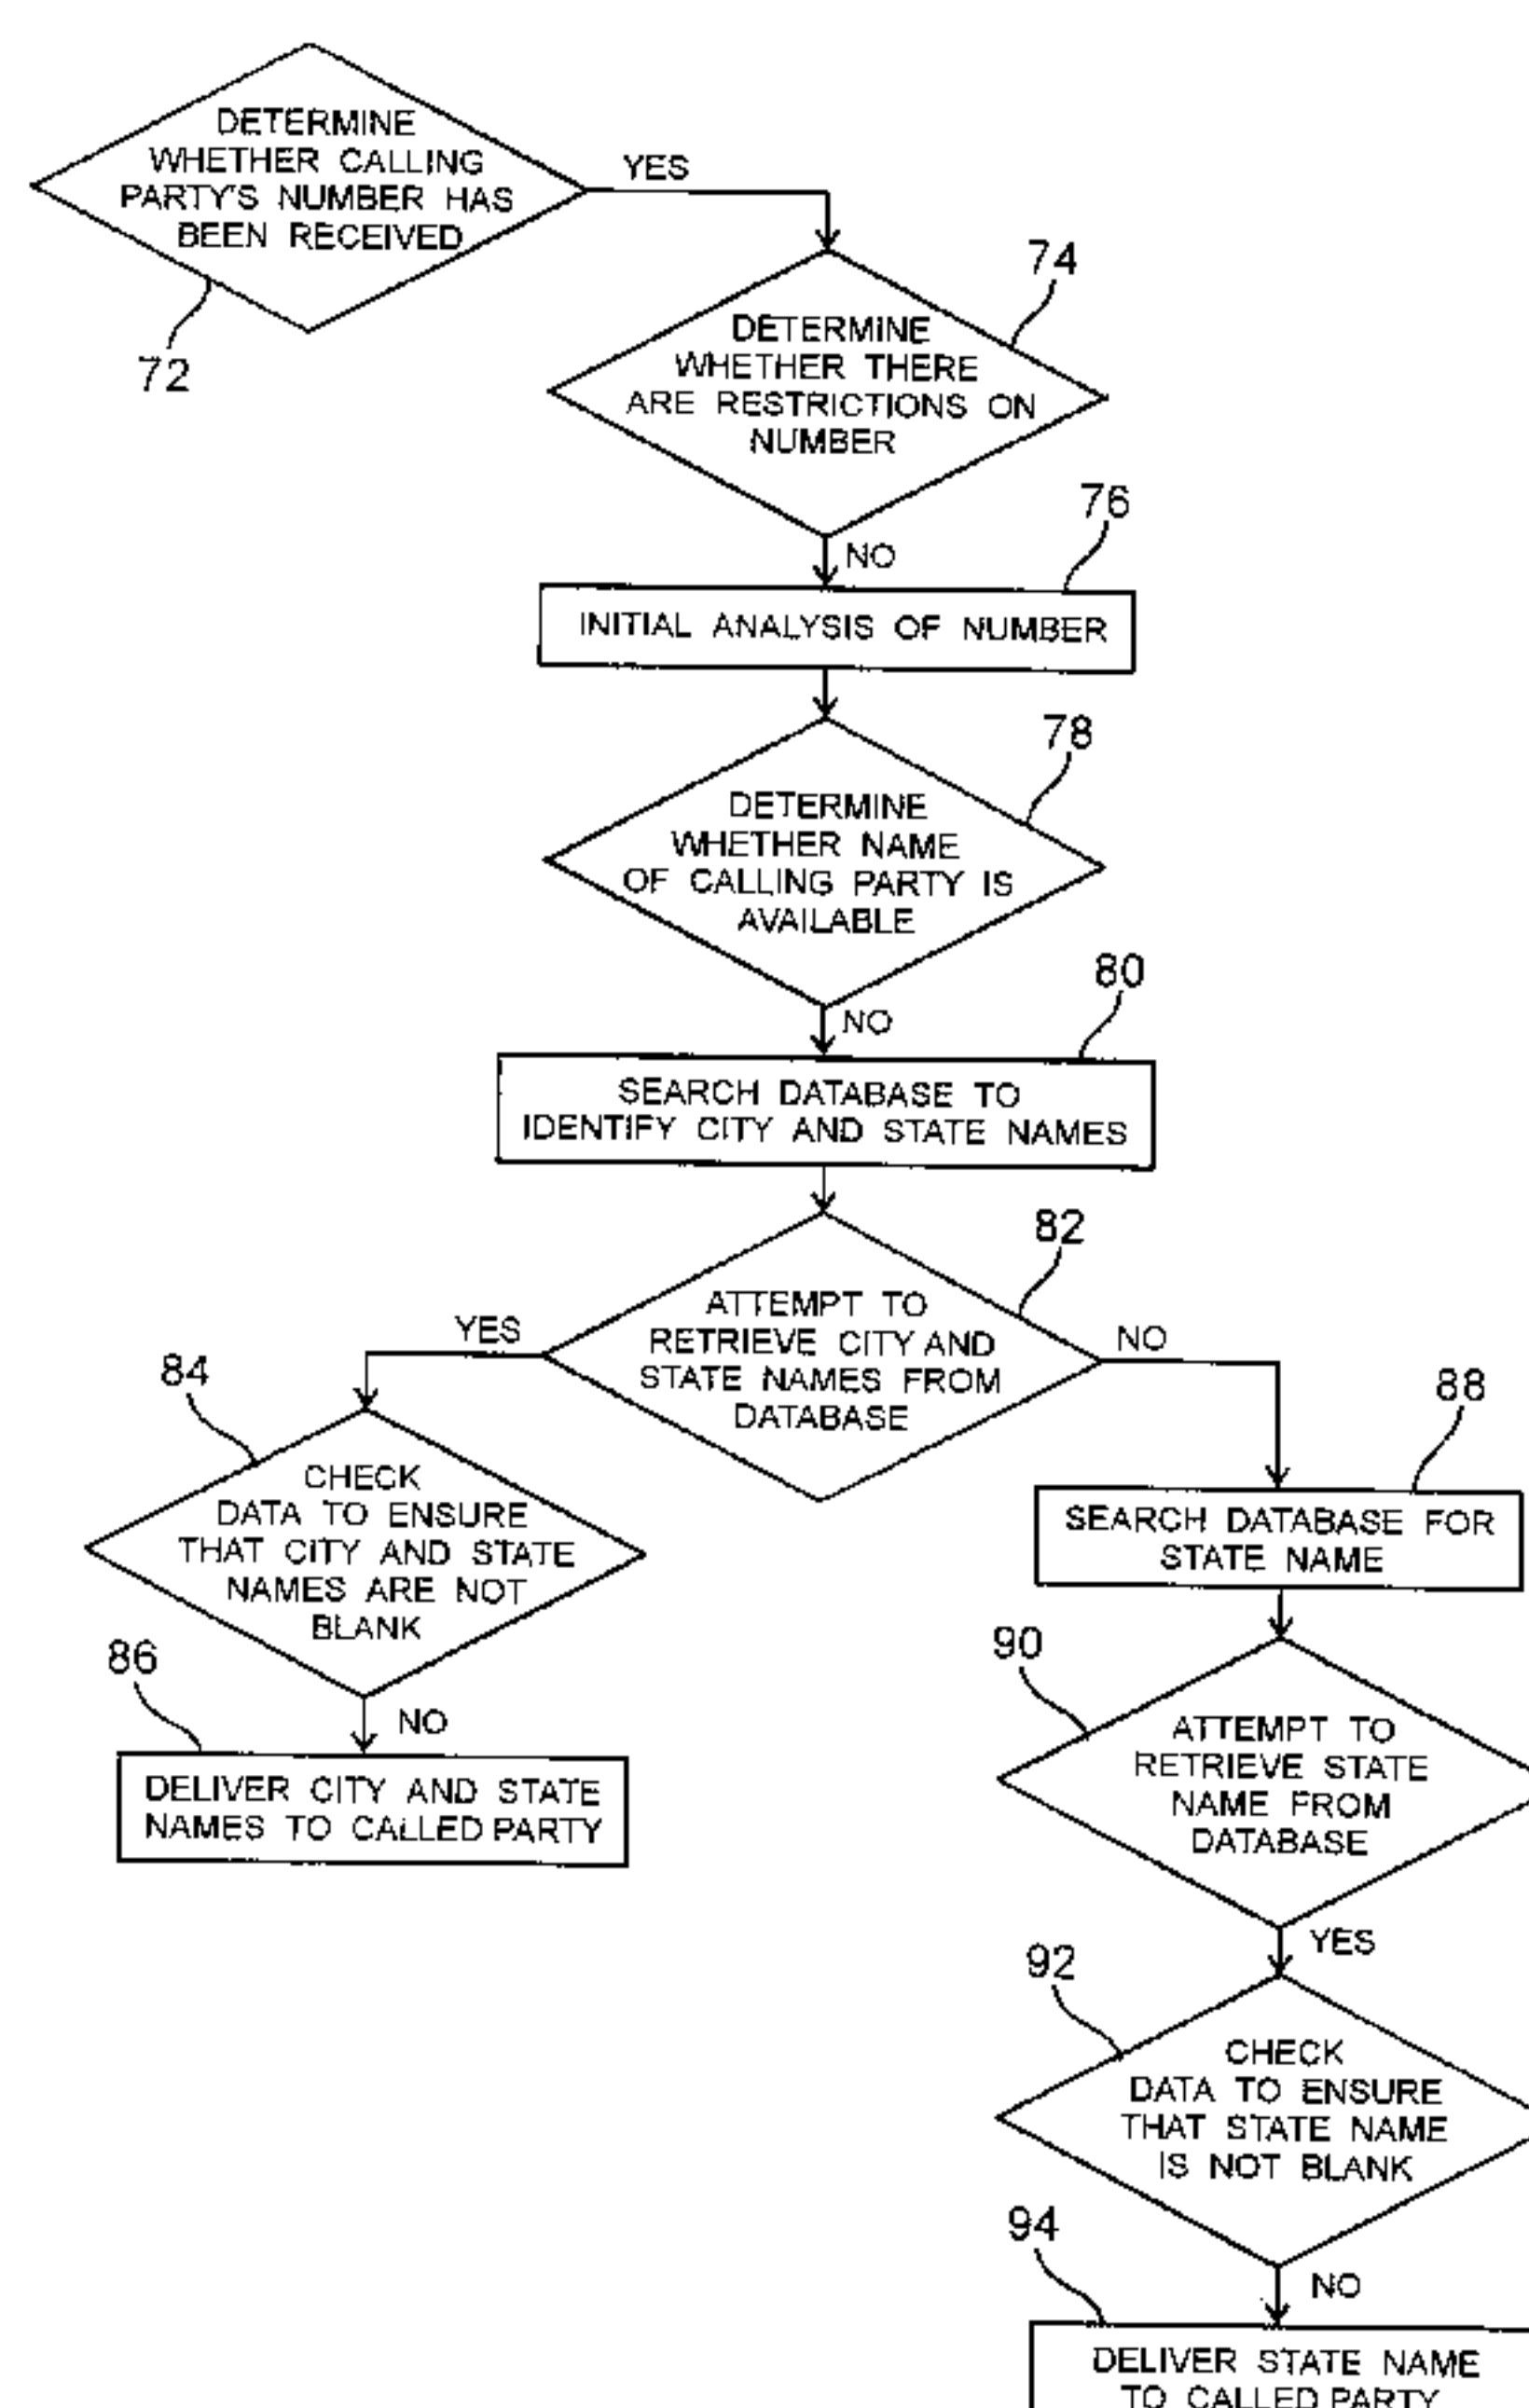 DETERMINE
WHETHER CALLING
PARTY'S NUMBER HAS
BEEN RECEIVED
YES
72
74
DETERMINE
WHETHER THERE
ARE RESTRICTIONS ON
NUMBER
NO
76
INITIAL ANALYSIS OF NUMBER
78
DETERMINE
WHETHER NAME
OF CALLING PARTY IS
AVAILABLE
NO
80
SEARCH DATABASE TO
IDENTIFY CITY AND STATE NAMES
82
ATTEMPT TO
RETRIEVE CITY AND
STATE NAMES FROM
DATABASE
YES
NO
84
CHECK
DATA TO ENSURE
THAT CITY AND STATE
NAMES ARE NOT
BLANK
NO
86
DELIVER CITY AND STATE
NAMES TO CALLED PARTY
88
SEARCH DATABASE FOR
STATE NAME
90
ATTEMPT TO
RETRIEVE STATE
NAME FROM
DATABASE
YES
92
CHECK
DATA TO ENSURE
THAT STATE NAME
IS NOT BLANK
NO
94
DELIVER STATE NAME
TO CALLED PARTY